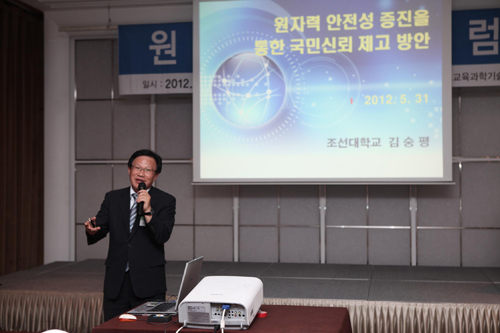 원자력 안전성 증진을
통한 국민신뢰 제고 방안
2012. 5. 31
조선대학교 김숭평
원
럼
일시 : 2012.
교육과학기술